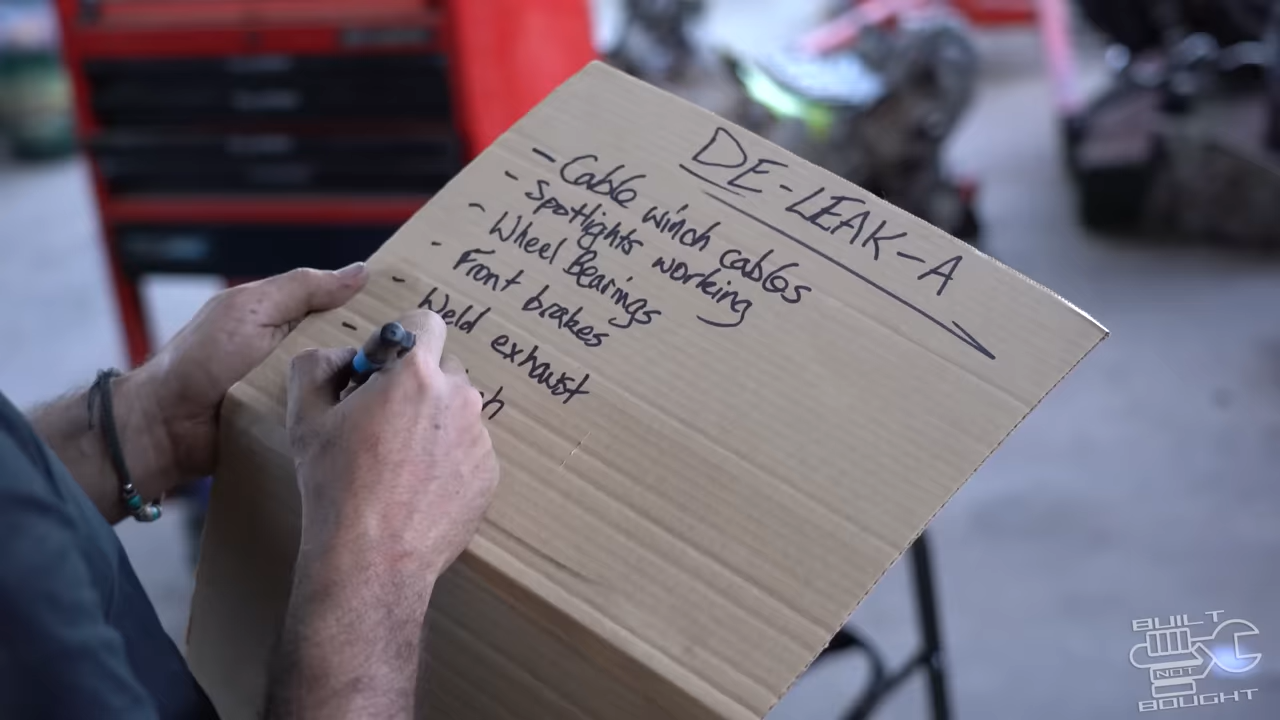 DE-LEAK-A
- Cable winch cables
- Spotlights working
- Wheel Bearings
- Front brakes
- Weld exhaust
-
BUILT
NOT
BOUGHT